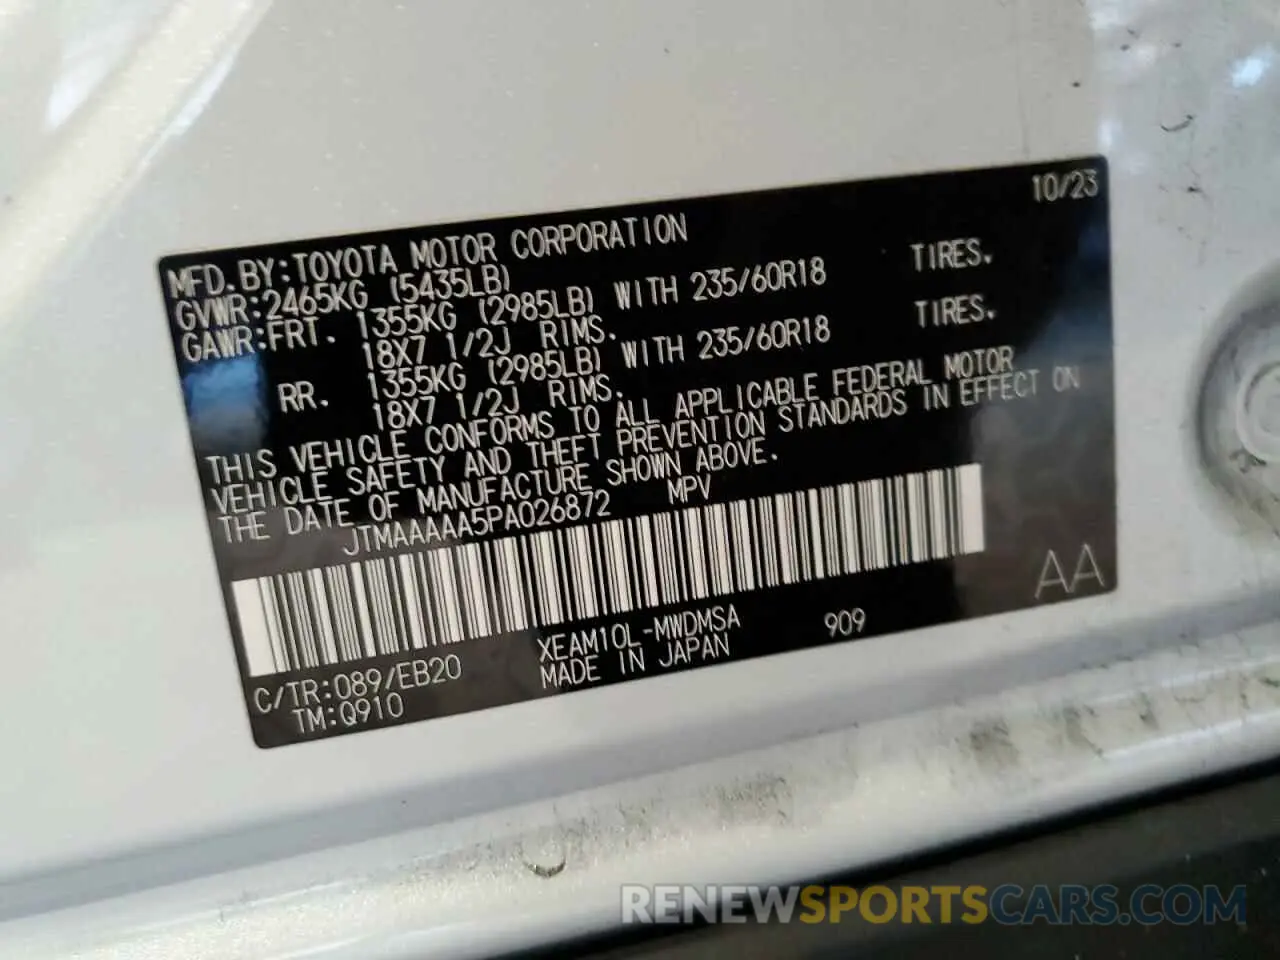 10/23
MFD.BY:TOYOTA MOTOR CORPORATION
GVWR:2465KG (5435LB)
GAWR:FRT. 1355KG (2985LB) WITH 235/60R18 TIRES.
18X7 1/2J RIMS.
RR. 1355KG (2985LB) WITH 235/60R18 TIRES.
18X7 1/2J RIMS.
THIS VEHICLE CONFORMS TO ALL APPLICABLE FEDERAL MOTOR
VEHICLE SAFETY AND THEFT PREVENTION STANDARDS IN EFFECT ON
THE DATE OF MANUFACTURE SHOWN ABOVE.
JTMAAAAA5PA026872 MPV
AA
XEAM10L-MWDMSA 909
C/TR:089/EB20 MADE IN JAPAN
TM:Q910
RENEWSPORTSCARS.COM